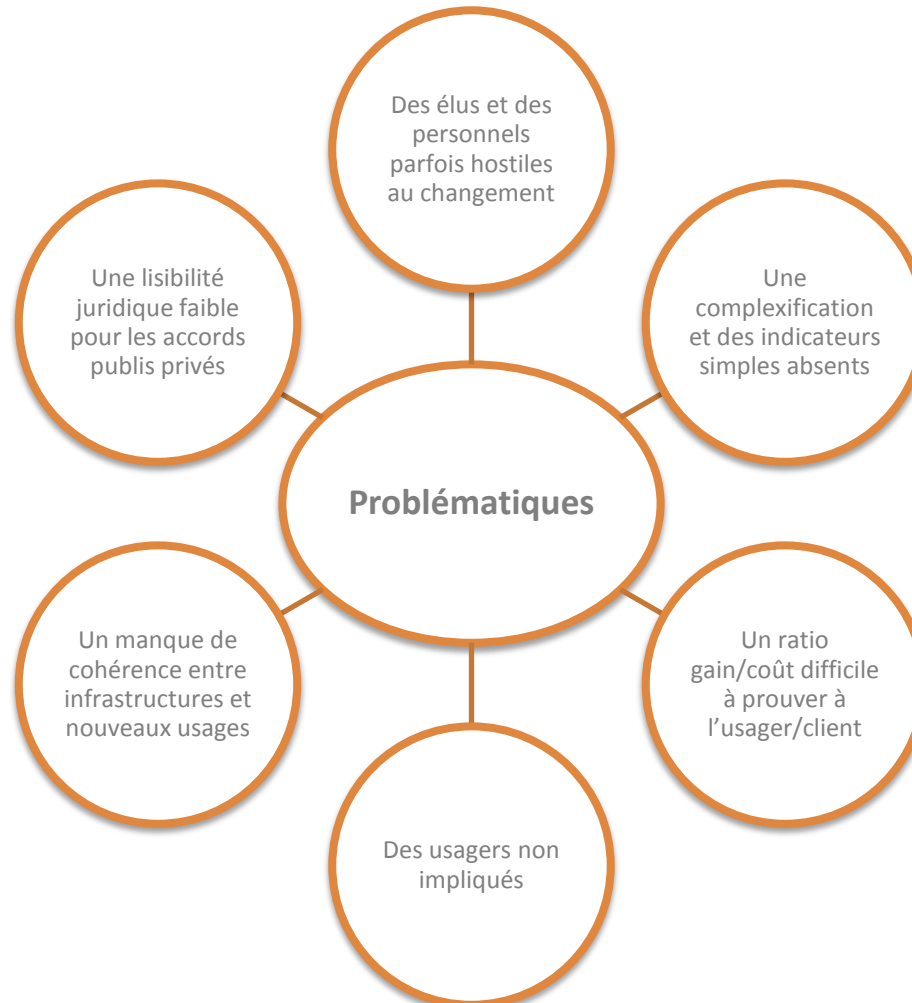 Des élus et des
personnels
parfois hostiles
au changement
Une lisibilité
juridique faible
pour les accords
publis privés
Une
complexification
et des indicateurs
simples absents
Problématiques
Un manque de
cohérence entre
infrastructures et
nouveaux usages
Un ratio
gain/coût difficile
à prouver à
l’usager/client
Des usagers non
impliqués